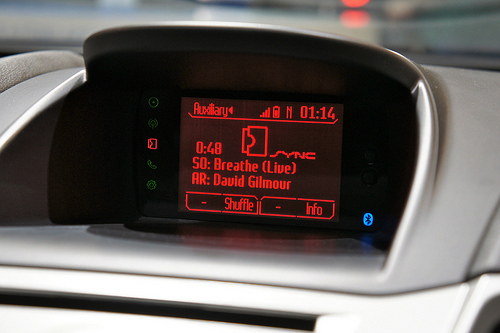 Auxiliary N 01:14
SYNC
0:48
SO: Breathe (Live)
AR: David Gilmour
- Shuffle - Info